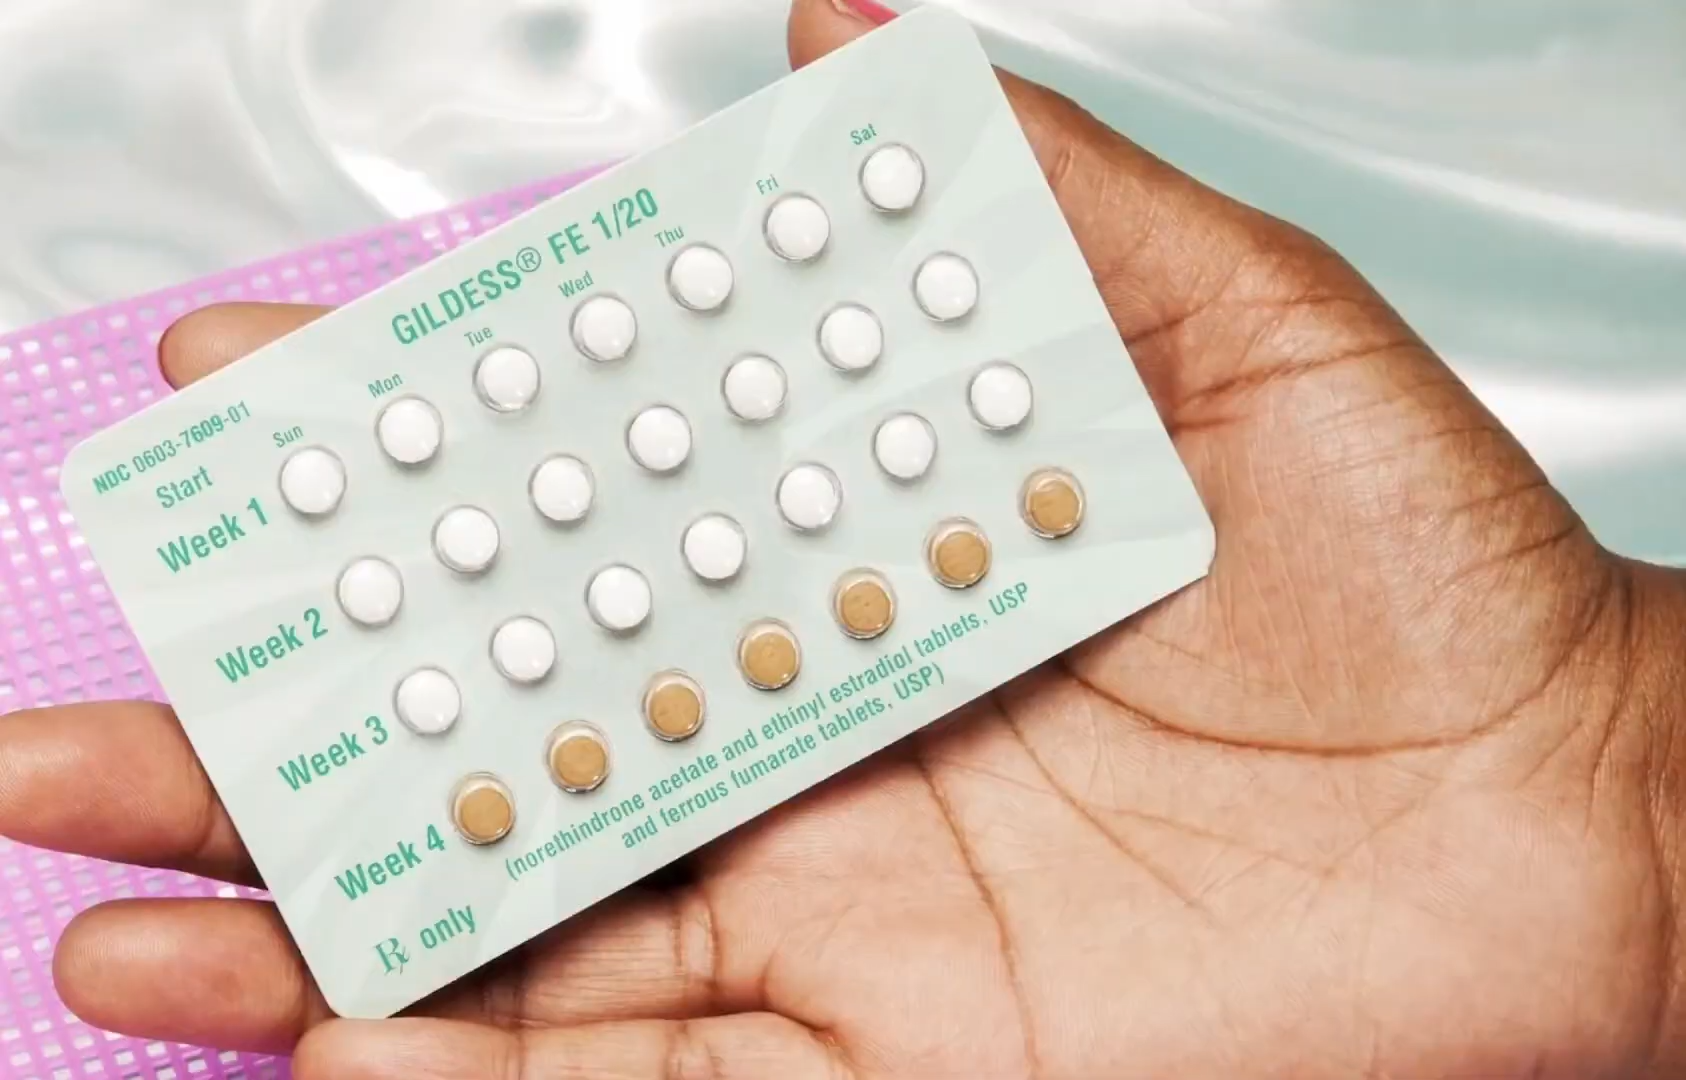 GILDESS® FE 1/20
NDC 0603-7609-01
Start
Sun Mon Tue Wed Thu Fri Sat
Week 1
Week 2
Week 3
Week 4
(norethindrone acetate and ethinyl estradiol tablets, USP
and ferrous fumarate tablets, USP)
℞ only